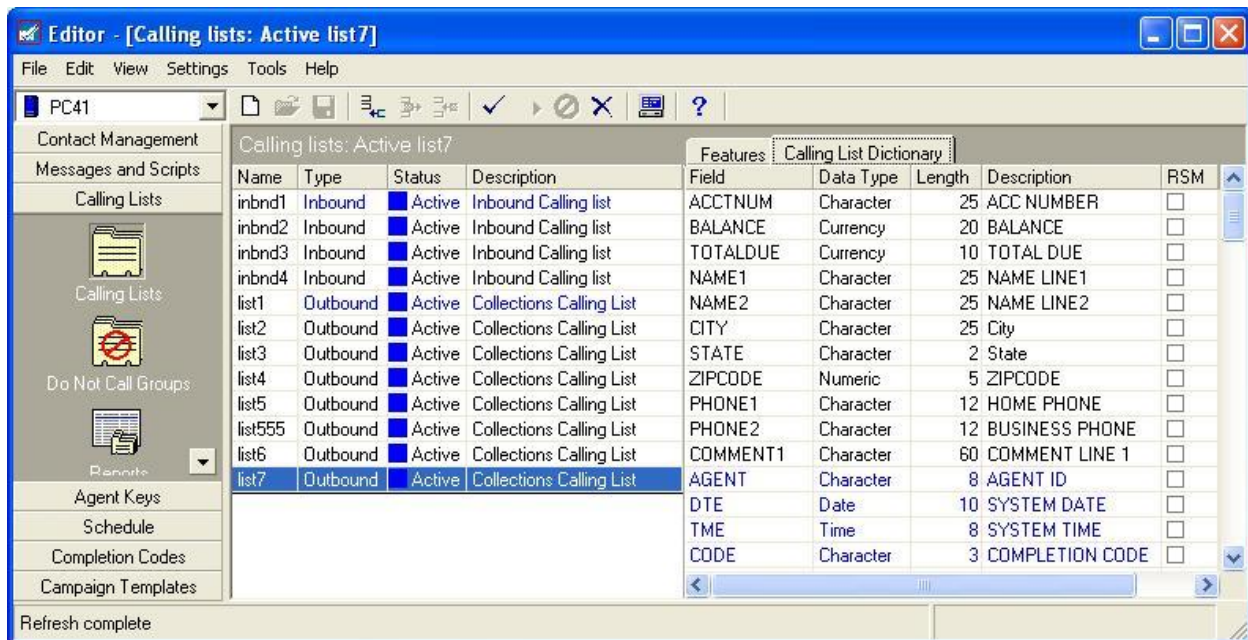 Editor - [Calling lists: Active list7]
File Edit View Settings Tools Help
PC41
?
Contact Management
Messages and Scripts
Calling Lists
Calling Lists
Do Not Call Groups
Reports
Agent Keys
Schedule
Completion Codes
Campaign Templates
Calling lists: Active list7
Name Type Status Description
inbnd1 Inbound Active Inbound Calling list
inbnd2 Inbound Active Inbound Calling list
inbnd3 Inbound Active Inbound Calling list
inbnd4 Inbound Active Inbound Calling list
list1 Outbound Active Collections Calling List
list2 Outbound Active Collections Calling List
list3 Outbound Active Collections Calling List
list4 Outbound Active Collections Calling List
list5 Outbound Active Collections Calling List
list555 Outbound Active Collections Calling List
list6 Outbound Active Collections Calling List
list7 Outbound Active Collections Calling List
Features Calling List Dictionary
Field Data Type Length Description RSM
ACCTNUM Character 25 ACC NUMBER
BALANCE Currency 20 BALANCE
TOTALDUE Currency 10 TOTAL DUE
NAME1 Character 25 NAME LINE1
NAME2 Character 25 NAME LINE2
CITY Character 25 City
STATE Character 2 State
ZIPCODE Numeric 5 ZIPCODE
PHONE1 Character 12 HOME PHONE
PHONE2 Character 12 BUSINESS PHONE
COMMENT1 Character 60 COMMENT LINE 1
AGENT Character 8 AGENT ID
DTE Date 10 SYSTEM DATE
TME Time 8 SYSTEM TIME
CODE Character 3 COMPLETION CODE
Refresh complete